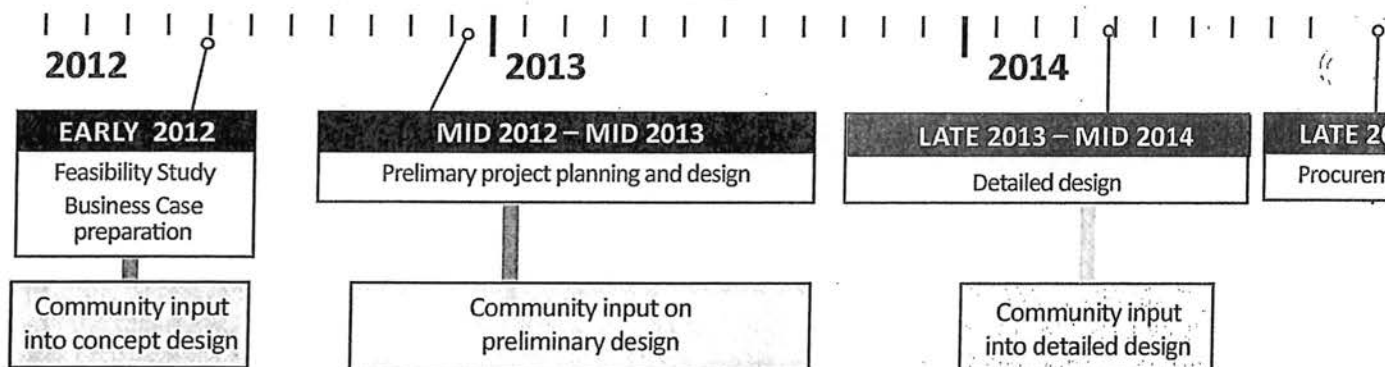 2012
2013
2014
EARLY 2012
Feasibility Study
Business Case
preparation
MID 2012 – MID 2013
Prelimary project planning and design
LATE 2013 – MID 2014
Detailed design
LATE
Community input
into concept design
Community input on
preliminary design
Community input
into detailed design